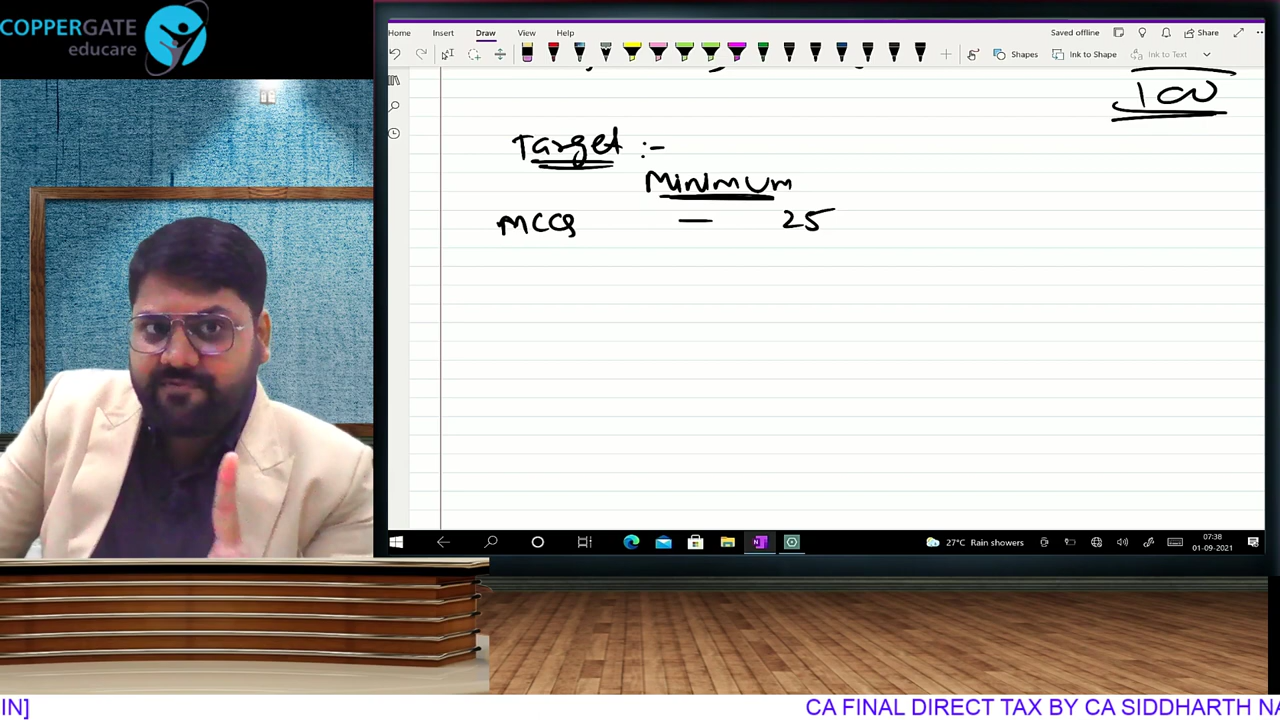 COPPERGATE
educare
Home Insert Draw View Help
Saved offline
Share
Shapes
Ink to Shape
Ink to Text
100
Target :-
Minimum
MCQ — 25
27°C Rain showers
07:38
01-09-2021
IN] CA FINAL DIRECT TAX BY CA SIDDHARTH NA